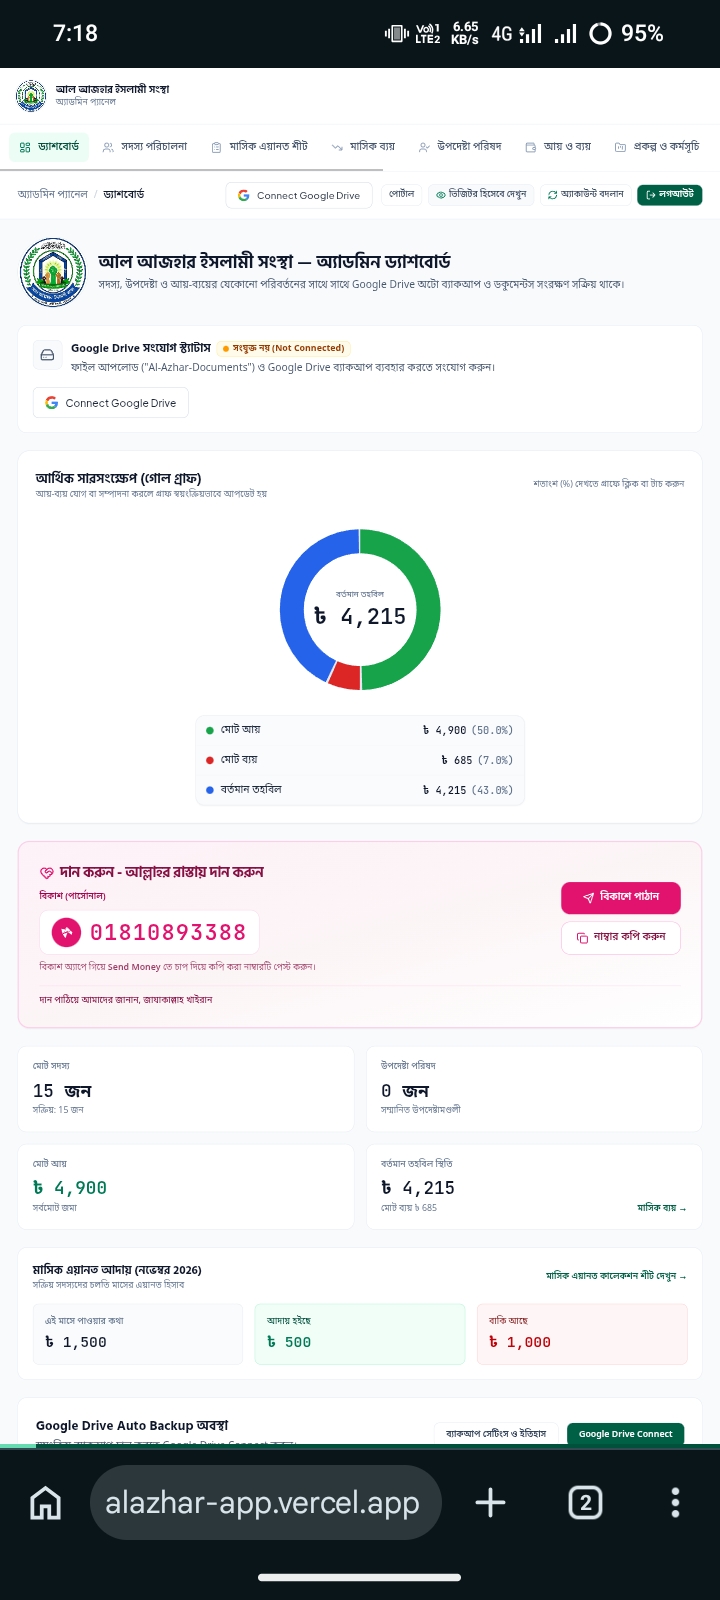 7:18
Vo)) 1 LTE2
6.65 KB/s
4G
95%
আল আজহার ইসলামী সংস্থা
অ্যাডমিন প্যানেল
ড্যাশবোর্ড সদস্য পরিচালনা মাসিক এয়ানত শীট মাসিক ব্যয় উপদেষ্টা পরিষদ আয় ও ব্যয় প্রকল্প ও কর্মসূচি
অ্যাডমিন প্যানেল / ড্যাশবোর্ড Connect Google Drive পোর্টাল ভিজিটর হিসেবে দেখুন অ্যাকাউন্ট বদলান লগআউট
আল আজহার ইসলামী সংস্থা — অ্যাডমিন ড্যাশবোর্ড
সদস্য, উপদেষ্টা ও আয়-ব্যয়ের যেকোনো পরিবর্তনের সাথে সাথে Google Drive অটো ব্যাকআপ ও ডকুমেন্টস সংরক্ষণ সক্রিয় থাকে।
Google Drive সংযোগ স্ট্যাটাস সংযুক্ত নয় (Not Connected)
ফাইল আপলোড ("Al-Azhar-Documents") ও Google Drive ব্যাকআপ ব্যবহার করতে সংযোগ করুন।
Connect Google Drive
আর্থিক সারসংক্ষেপ (গোল গ্রাফ)
আয়-ব্যয় যোগ বা সম্পাদনা করলে গ্রাফ স্বয়ংক্রিয়ভাবে আপডেট হয়
শতাংশ (%) দেখতে গ্রাফে ক্লিক বা টাচ করুন
বর্তমান তহবিল
৳ 4,215
মোট আয় ৳ 4,900 (50.0%)
মোট ব্যয় ৳ 685 (7.0%)
বর্তমান তহবিল ৳ 4,215 (43.0%)
দান করুন - আল্লাহর রাস্তায় দান করুন
বিকাশ (পার্সোনাল)
01810893388
বিকাশ অ্যাপে গিয়ে Send Money তে চাপ দিয়ে কপি করা নাম্বারটি পেস্ট করুন।
দান পাঠিয়ে আমাদের জানান, জাযাকাল্লাহ খাইরান
বিকাশে পাঠান
নাম্বার কপি করুন
মোট সদস্য
15 জন
সক্রিয়: 15 জন
উপদেষ্টা পরিষদ
0 জন
সম্মানিত উপদেষ্টামণ্ডলী
মোট আয়
৳ 4,900
সর্বমোট জমা
বর্তমান তহবিল স্থিতি
৳ 4,215
মোট ব্যয় ৳ 685
মাসিক ব্যয় →
মাসিক এয়ানত আদায় (নভেম্বর 2026)
সক্রিয় সদস্যদের চলতি মাসের এয়ানত হিসাব
মাসিক এয়ানত কালেকশন শীট দেখুন →
এই মাসে পাওয়ার কথা
৳ 1,500
আদায় হইছে
৳ 500
বাকি আছে
৳ 1,000
Google Drive Auto Backup অবস্থা
ব্যাকআপ সেটিংস ও ইতিহাস
Google Drive Connect
alazhar-app.vercel.app
2